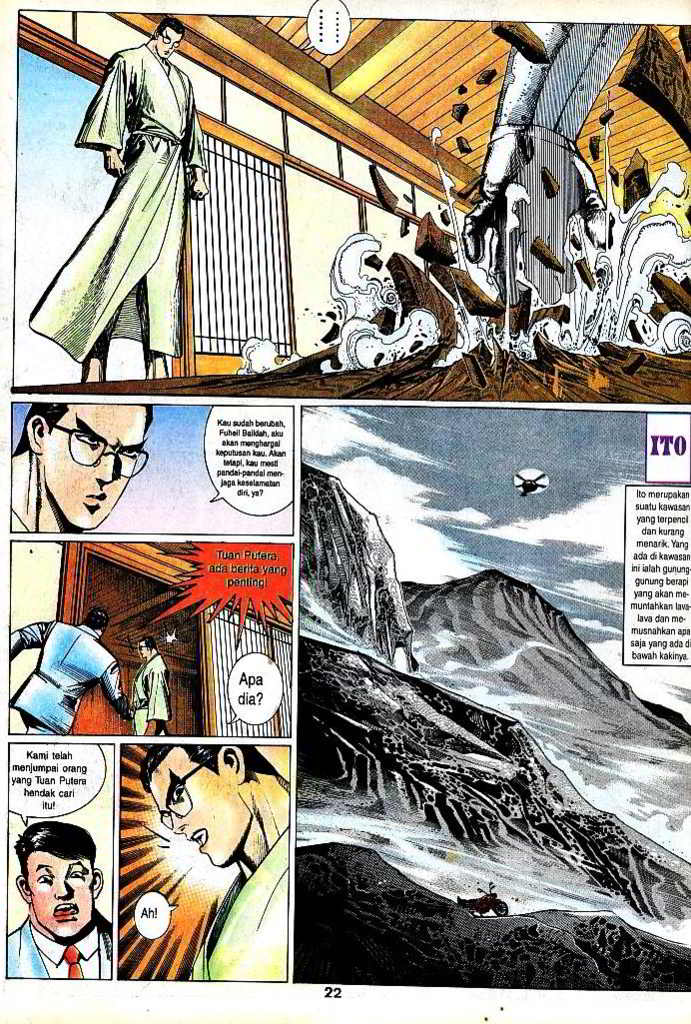 ......
Kau sudah berubah,
Fuheil Baildah, aku
akan menghargai
keputusan kau. Akan
tetapi, kau mesti
pandai-pandai men-
jaga keselamatan
diri, ya?
Tuan Putera,
ada berita yang
penting!
Apa
dia?
Kami telah
menjumpai orang
yang Tuan Putera
hendak cari
itu!
Ah!
ITO
Ito merupakan
suatu kawasan
yang terpencil
dan kurang
menarik. Yang
ada di kawasan
ini ialah gunung-
gunung berapi
yang akan me-
muntahkan lava-
lava dan me-
musnahkan apa
saja yang ada di
bawah kakinya.
22